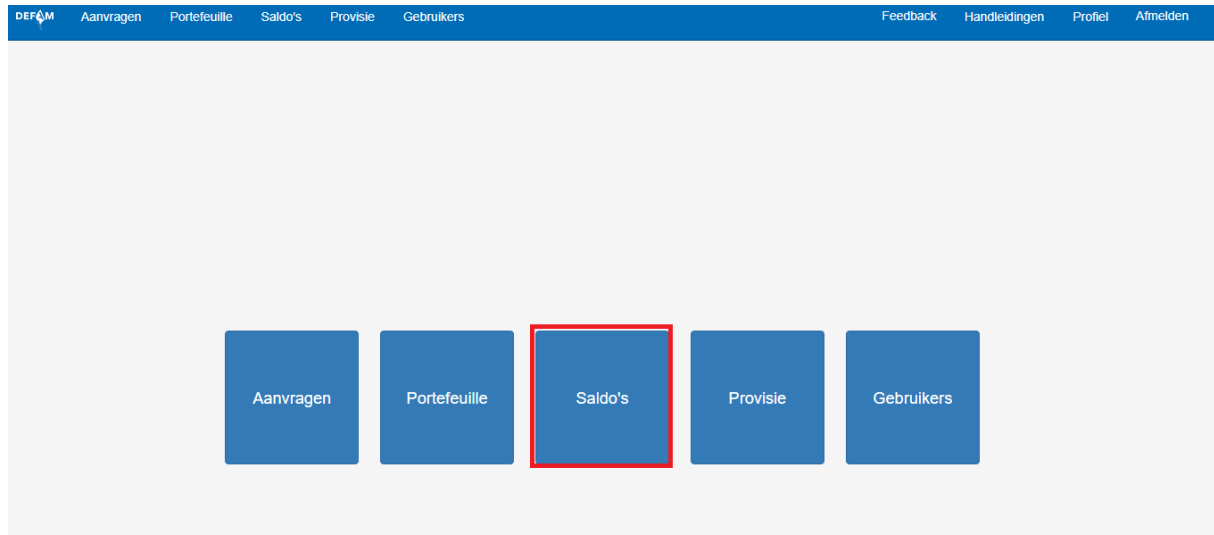 DEFAM Aanvragen Portefeuille Saldo's Provisie Gebruikers Feedback Handleidingen Profiel Afmelden
Aanvragen Portefeuille Saldo's Provisie Gebruikers